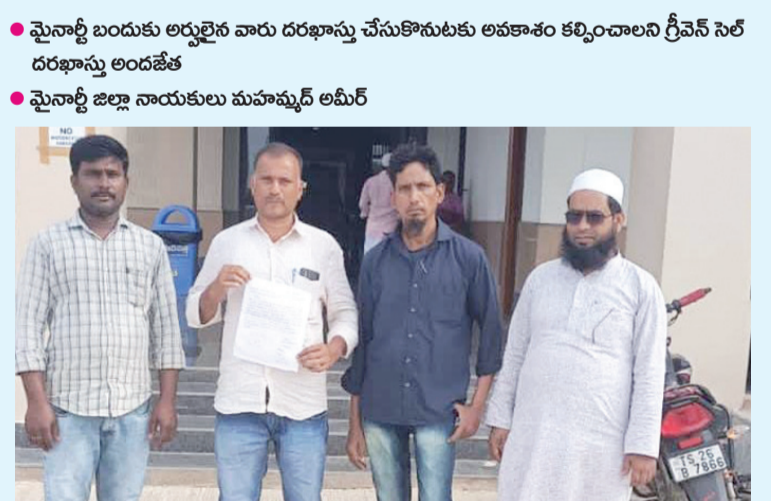 మైనార్టీ బందుకు అర్హులైన వారు దరఖాస్తు చేసుకొనుటకు అవకాశం కల్పించాలని గ్రీవెన్ సెల్
దరఖాస్తు అందజేత
మైనార్టీ జిల్లా నాయకులు మహమ్మద్ అమీర్
NO
TS 26
B 7866